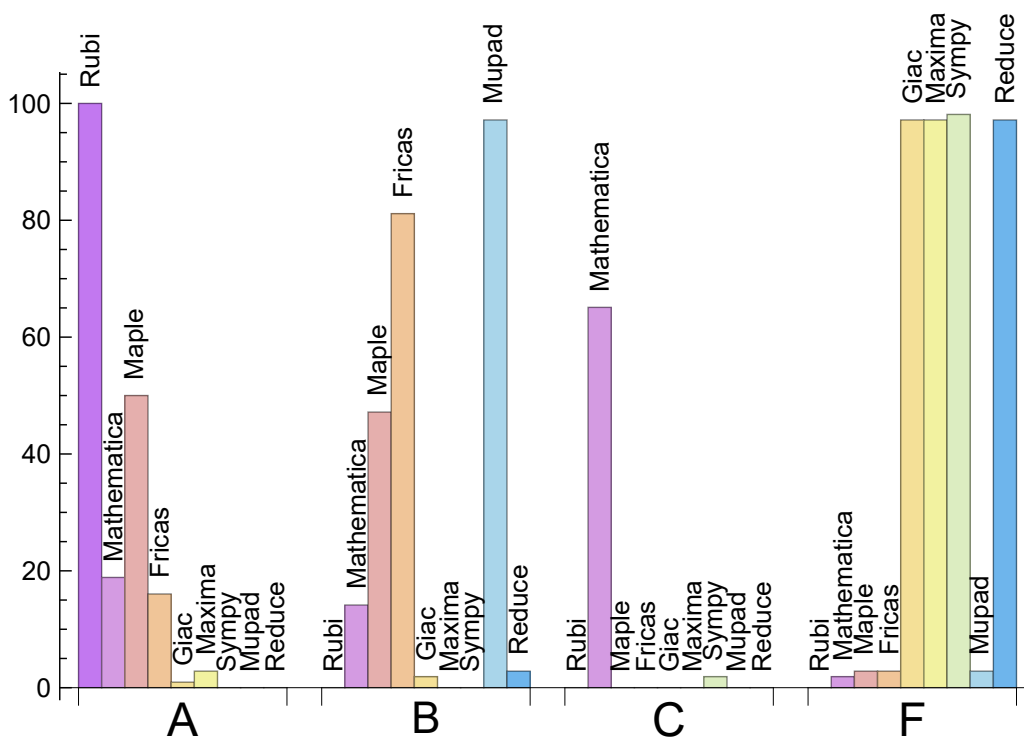 100
80
60
40
20
0
Rubi
Mathematica
Maple
Fricas
Giac
Maxima
Sympy
Mupad
Reduce
A
Rubi
Mathematica
Maple
Fricas
Giac
Maxima
Sympy
Mupad
Reduce
B
Rubi
Mathematica
Maple
Fricas
Giac
Maxima
Sympy
Mupad
Reduce
C
Rubi
Mathematica
Maple
Fricas
Giac
Maxima
Sympy
Mupad
Reduce
F